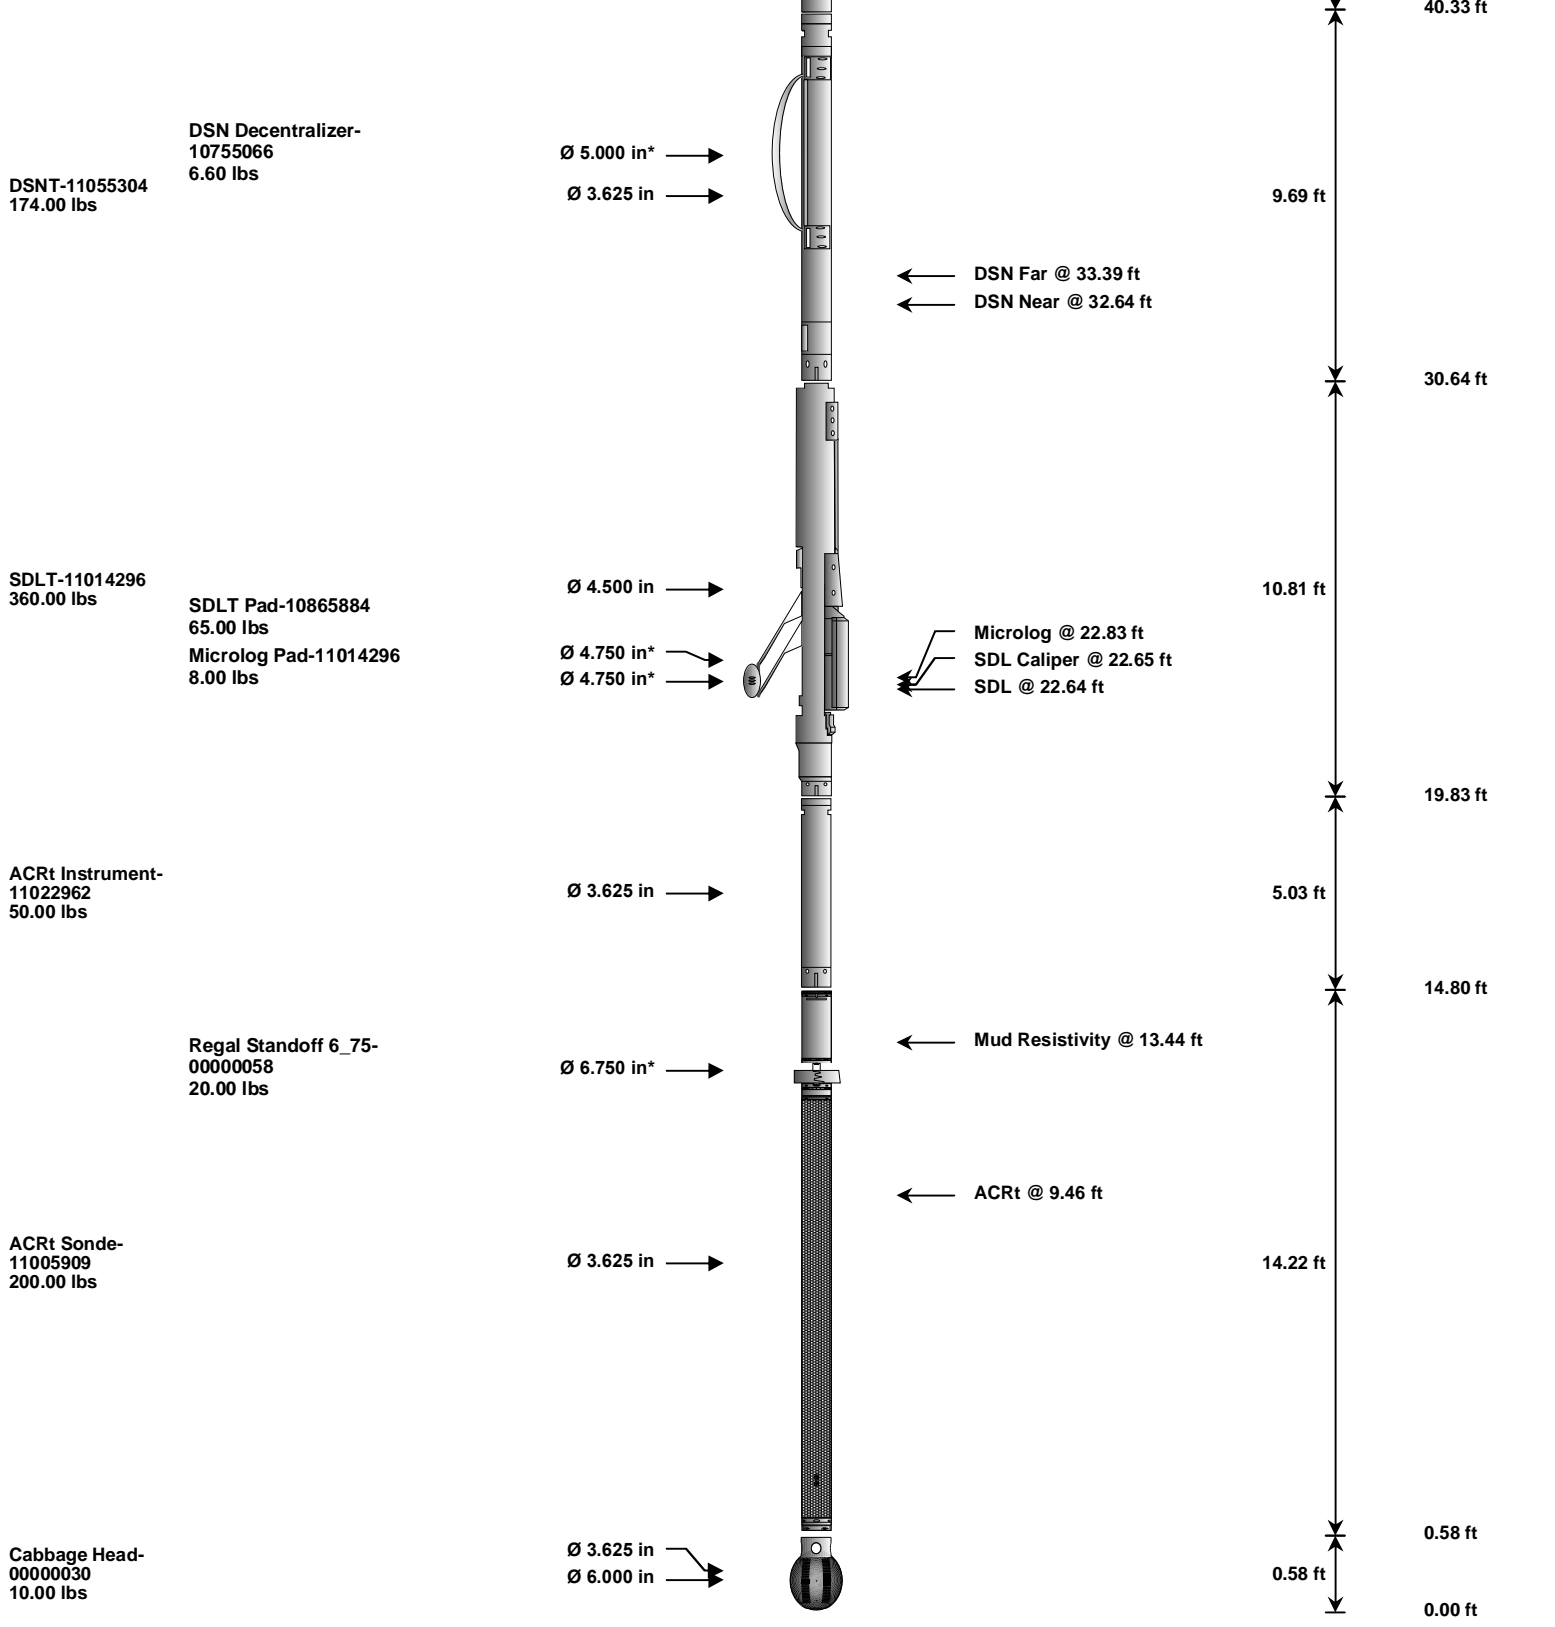 40.33 ft
DSN Decentralizer-
10755066
6.60 lbs
Ø 5.000 in*
DSNT-11055304
174.00 lbs
Ø 3.625 in
9.69 ft
DSN Far @ 33.39 ft
DSN Near @ 32.64 ft
30.64 ft
SDLT-11014296
360.00 lbs
Ø 4.500 in
10.81 ft
SDLT Pad-10865884
65.00 lbs
Microlog Pad-11014296
8.00 lbs
Ø 4.750 in*
Ø 4.750 in*
Microlog @ 22.83 ft
SDL Caliper @ 22.65 ft
SDL @ 22.64 ft
19.83 ft
ACRt Instrument-
11022962
50.00 lbs
Ø 3.625 in
5.03 ft
14.80 ft
Mud Resistivity @ 13.44 ft
Regal Standoff 6_75-
00000058
20.00 lbs
Ø 6.750 in*
ACRt @ 9.46 ft
ACRt Sonde-
11005909
200.00 lbs
Ø 3.625 in
14.22 ft
0.58 ft
Cabbage Head-
00000030
10.00 lbs
Ø 3.625 in
Ø 6.000 in
0.58 ft
0.00 ft